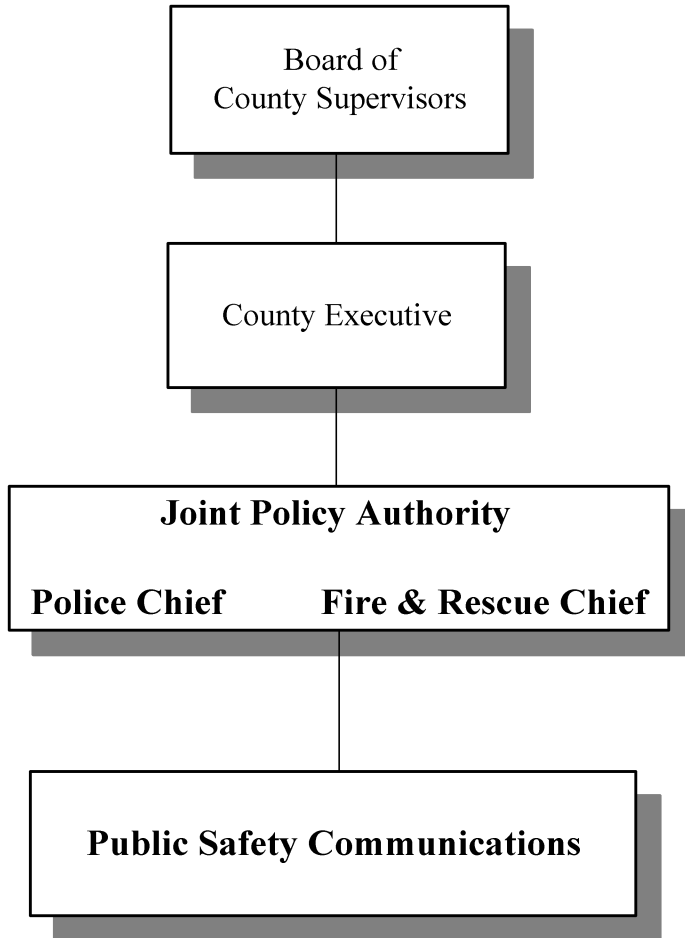 Board of
County Supervisors
County Executive
Joint Policy Authority
Police Chief Fire & Rescue Chief
Public Safety Communications